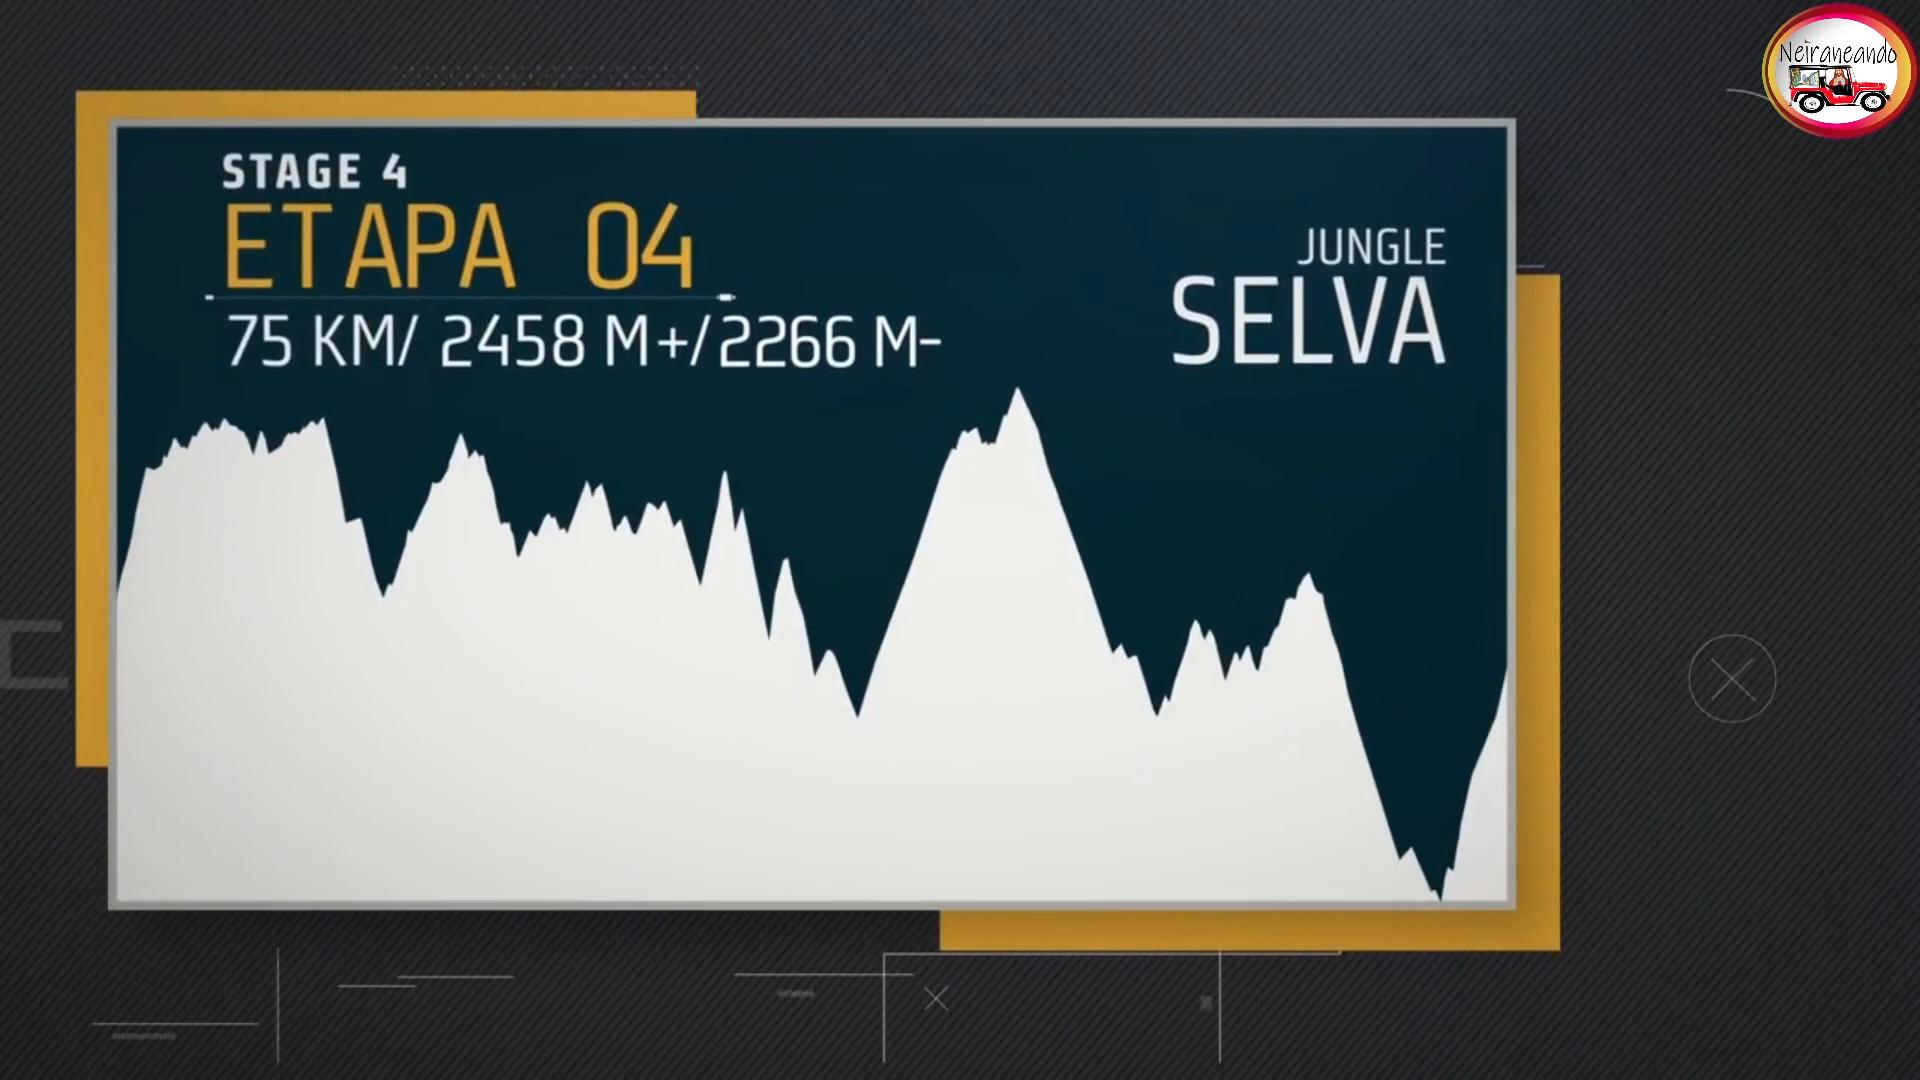 Neiraneando
STAGE 4
ETAPA 04
75 KM/ 2458 M+/2266 M-
JUNGLE
SELVA